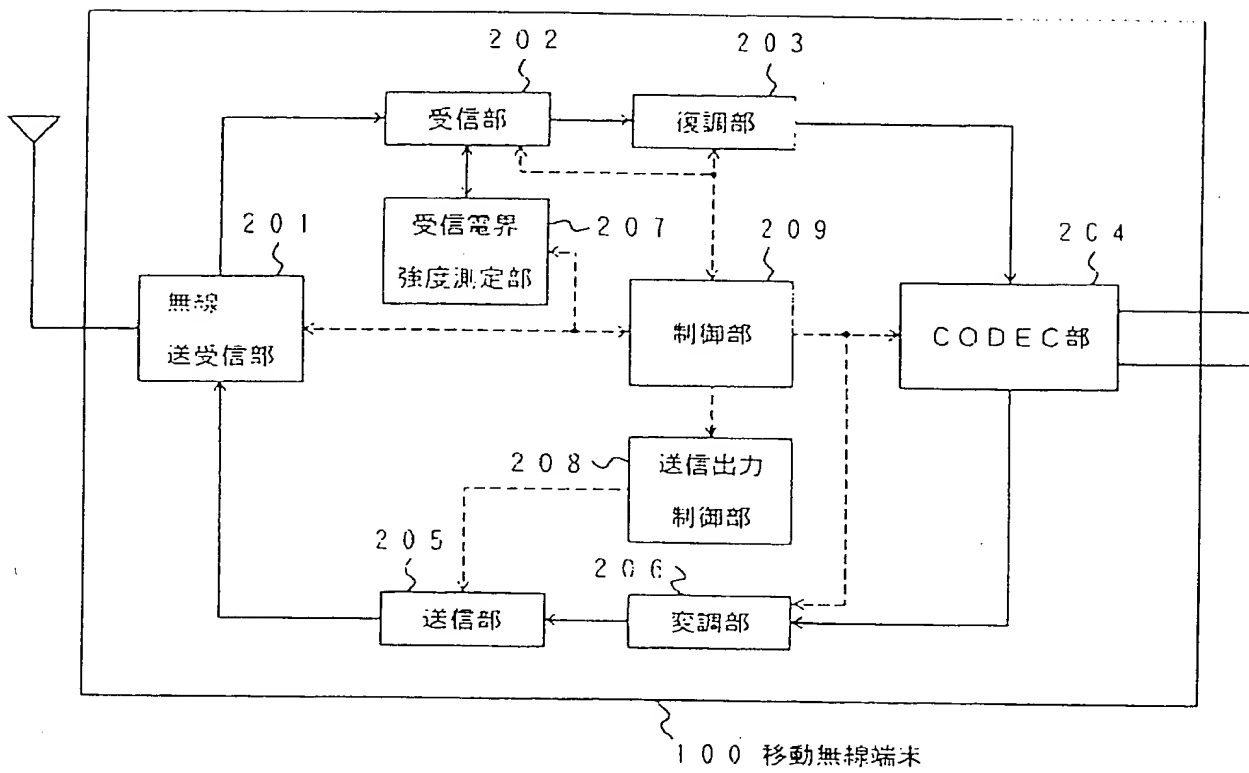 202
203
受信部
復調部
受信電界
強度測定部
207
209
201
204
無線
送受信部
制御部
CODEC部
208
送信出力
制御部
205
206
送信部
変調部
100 移動無線端末